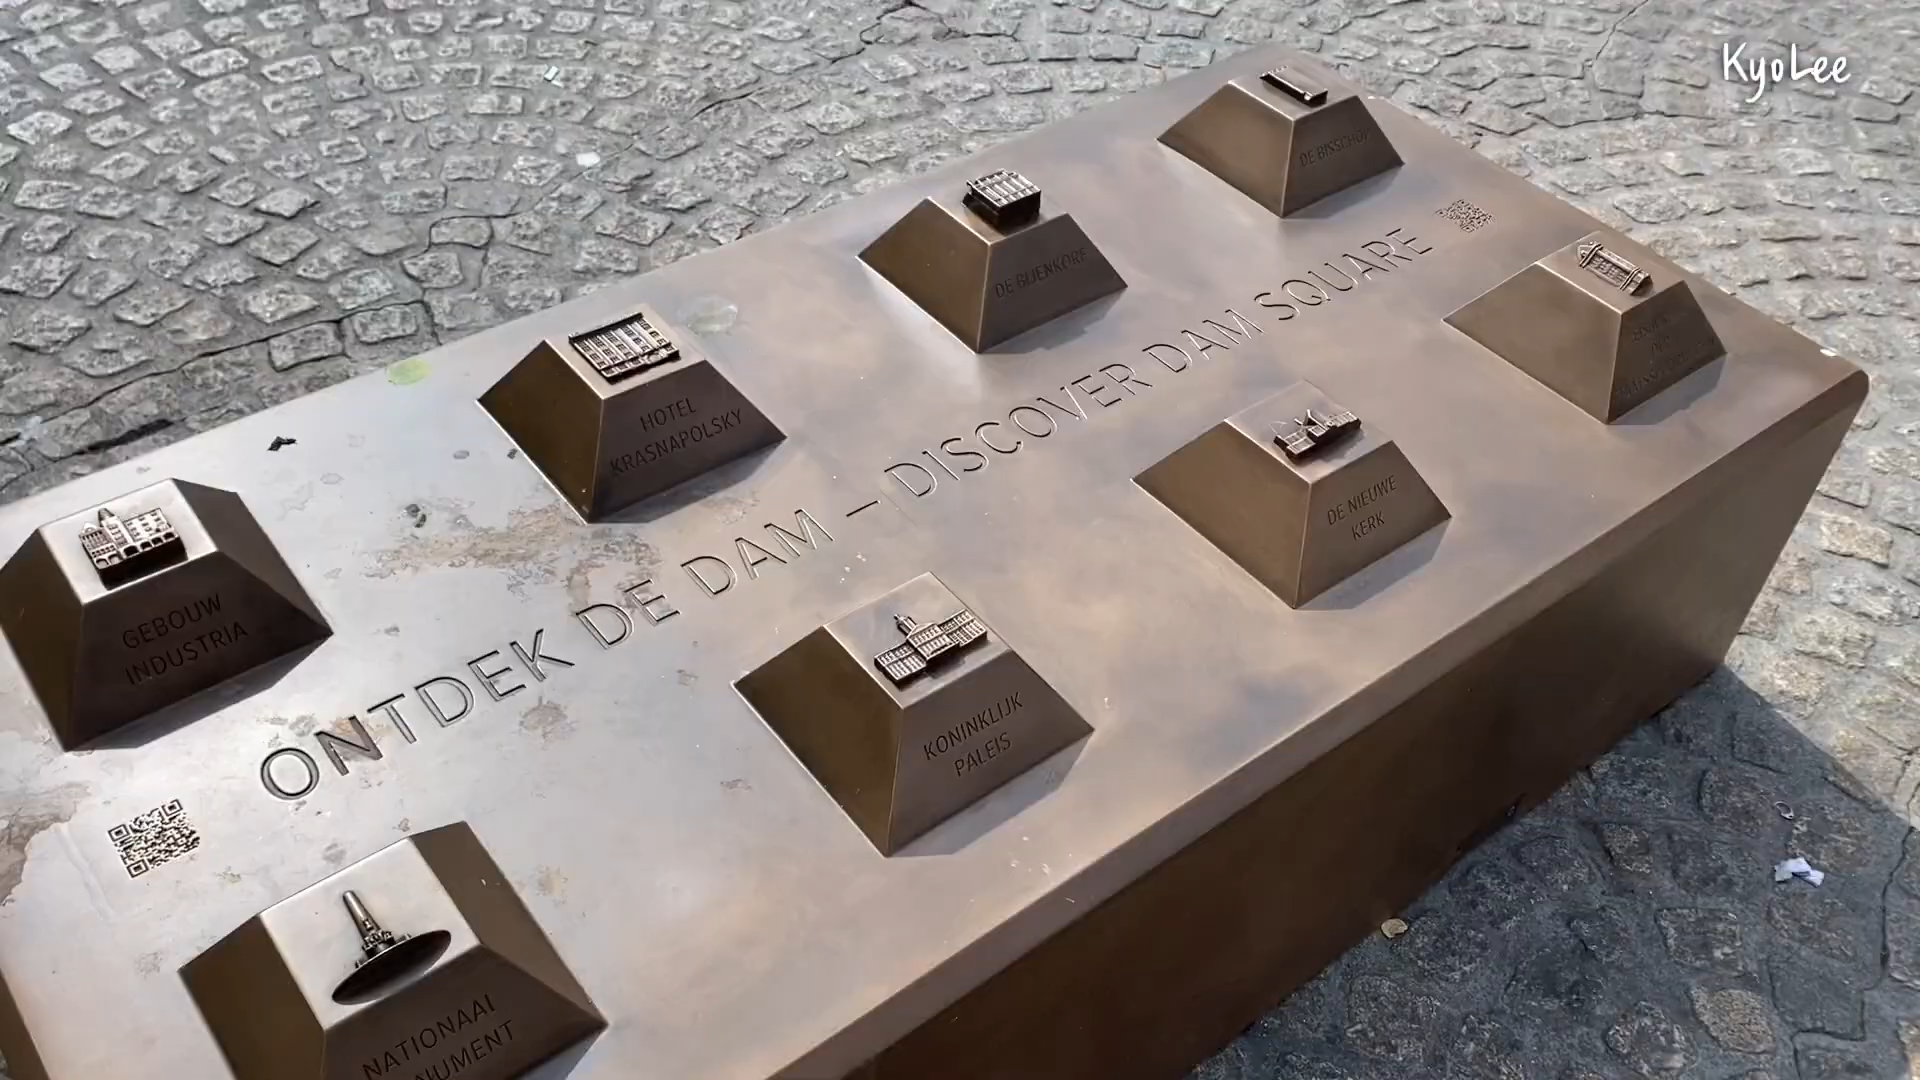 KyoLee
DE BISSCHOP
DE BIJENKORF
HOTEL
KRASNAPOLSKY
GEBOUW
INDUSTRIA
ONTDEK DE DAM – DISCOVER DAM SQUARE
DE NIEUWE
KERK
KONINKLIJK
PALEIS
NATIONAAL